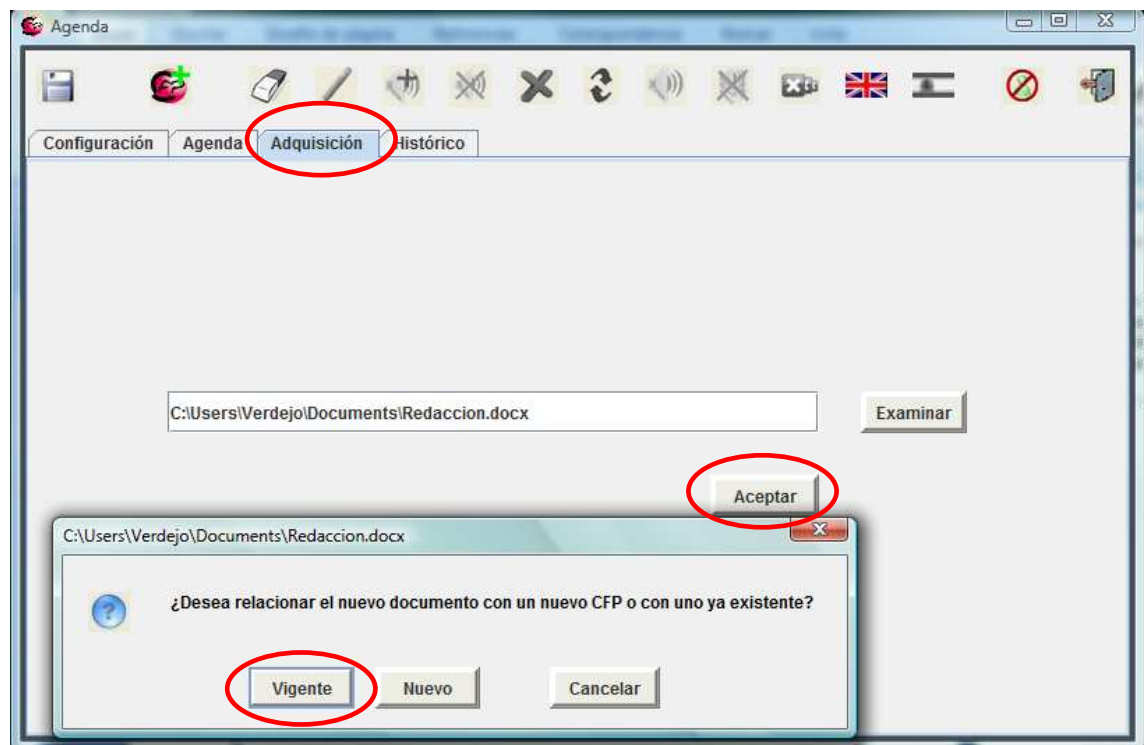 Agenda
Configuración Agenda Adquisición Histórico
C:\Users\Verdejo\Documents\Redaccion.docx Examinar
Aceptar
C:\Users\Verdejo\Documents\Redaccion.docx
¿Desea relacionar el nuevo documento con un nuevo CFP o con uno ya existente?
Vigente Nuevo Cancelar